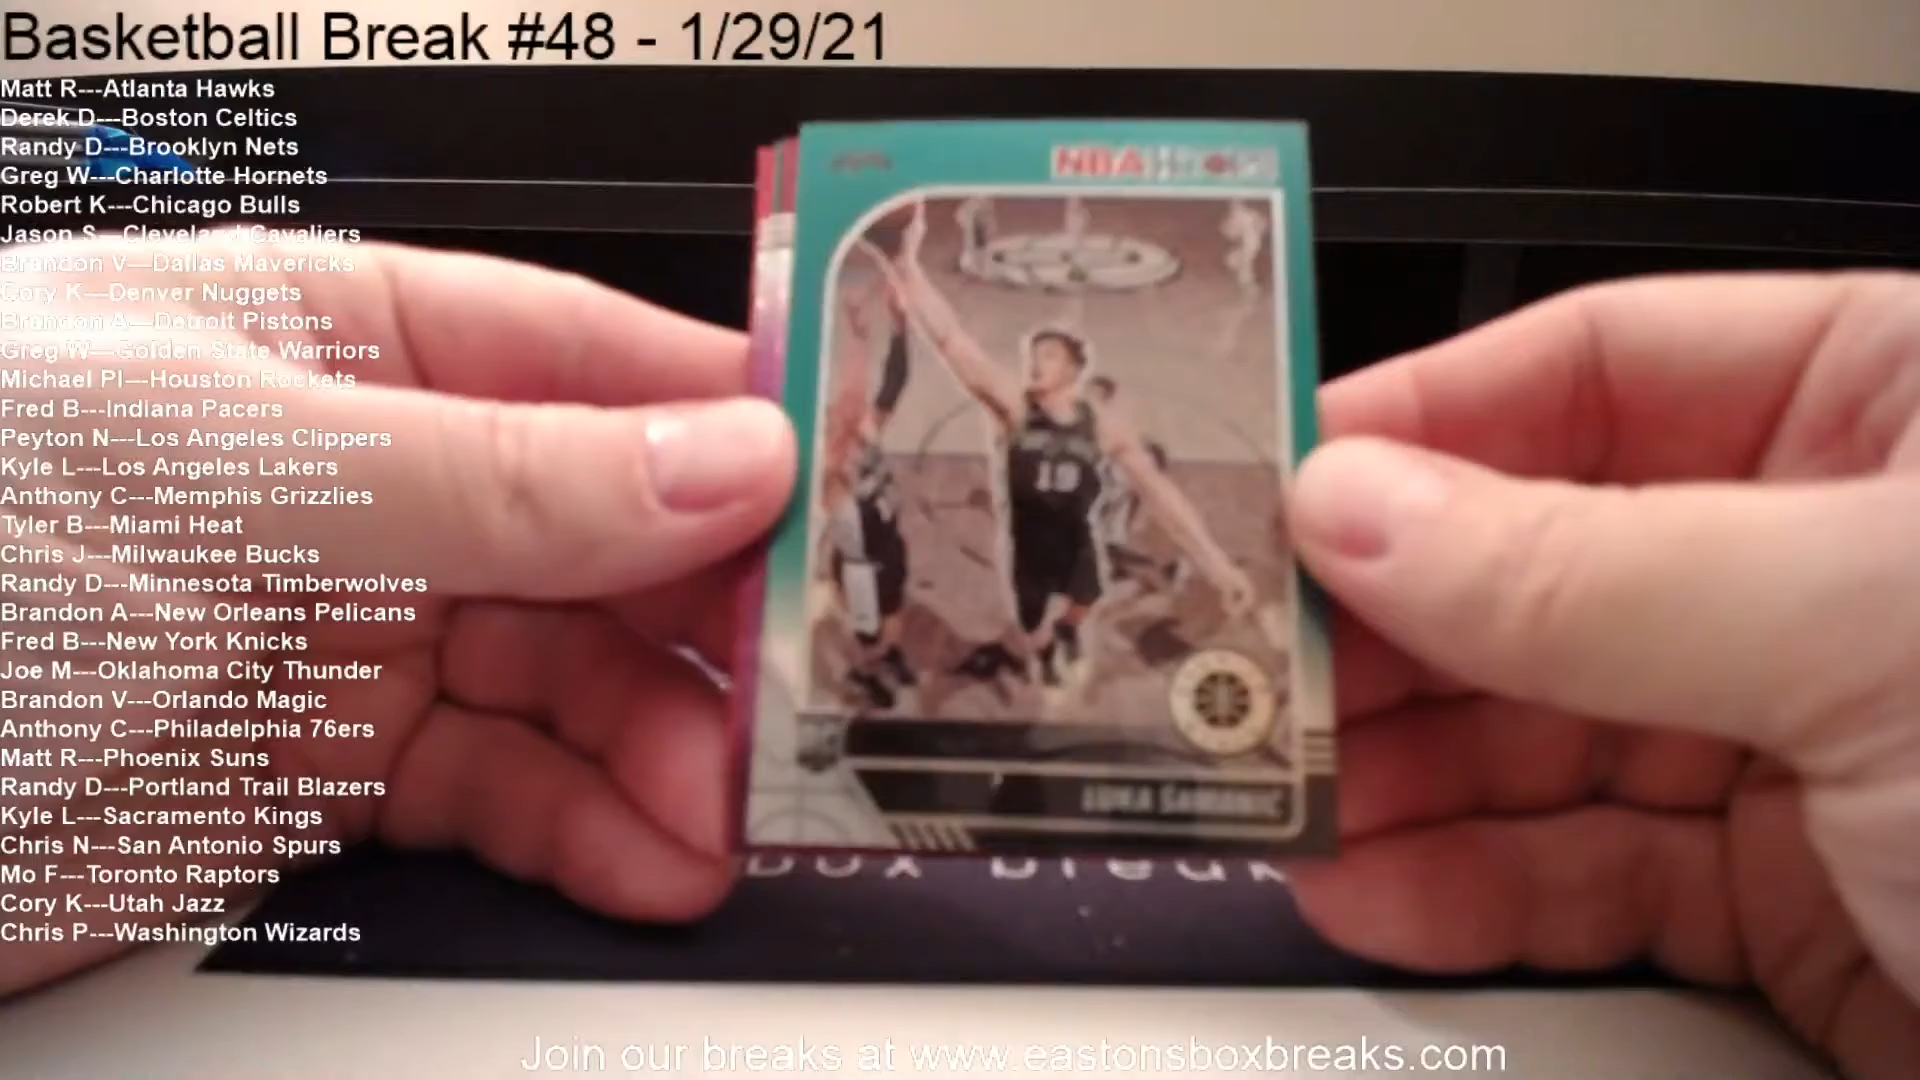 Basketball Break #48 - 1/29/21
Matt R---Atlanta Hawks
Derek D---Boston Celtics
Randy D---Brooklyn Nets
Greg W---Charlotte Hornets
Robert K---Chicago Bulls
Jason S---Cleveland Cavaliers
Brandon V---Dallas Mavericks
Cory K---Denver Nuggets
Brandon A---Detroit Pistons
Greg W---Golden State Warriors
Michael Pl---Houston Rockets
Fred B---Indiana Pacers
Peyton N---Los Angeles Clippers
Kyle L---Los Angeles Lakers
Anthony C---Memphis Grizzlies
Tyler B---Miami Heat
Chris J---Milwaukee Bucks
Randy D---Minnesota Timberwolves
Brandon A---New Orleans Pelicans
Fred B---New York Knicks
Joe M---Oklahoma City Thunder
Brandon V---Orlando Magic
Anthony C---Philadelphia 76ers
Matt R---Phoenix Suns
Randy D---Portland Trail Blazers
Kyle L---Sacramento Kings
Chris N---San Antonio Spurs
Mo F---Toronto Raptors
Cory K---Utah Jazz
Chris P---Washington Wizards
NBA HOOPS
19
RC
LUKA SAMANIC
Join our breaks at www.eastonsboxbreaks.com